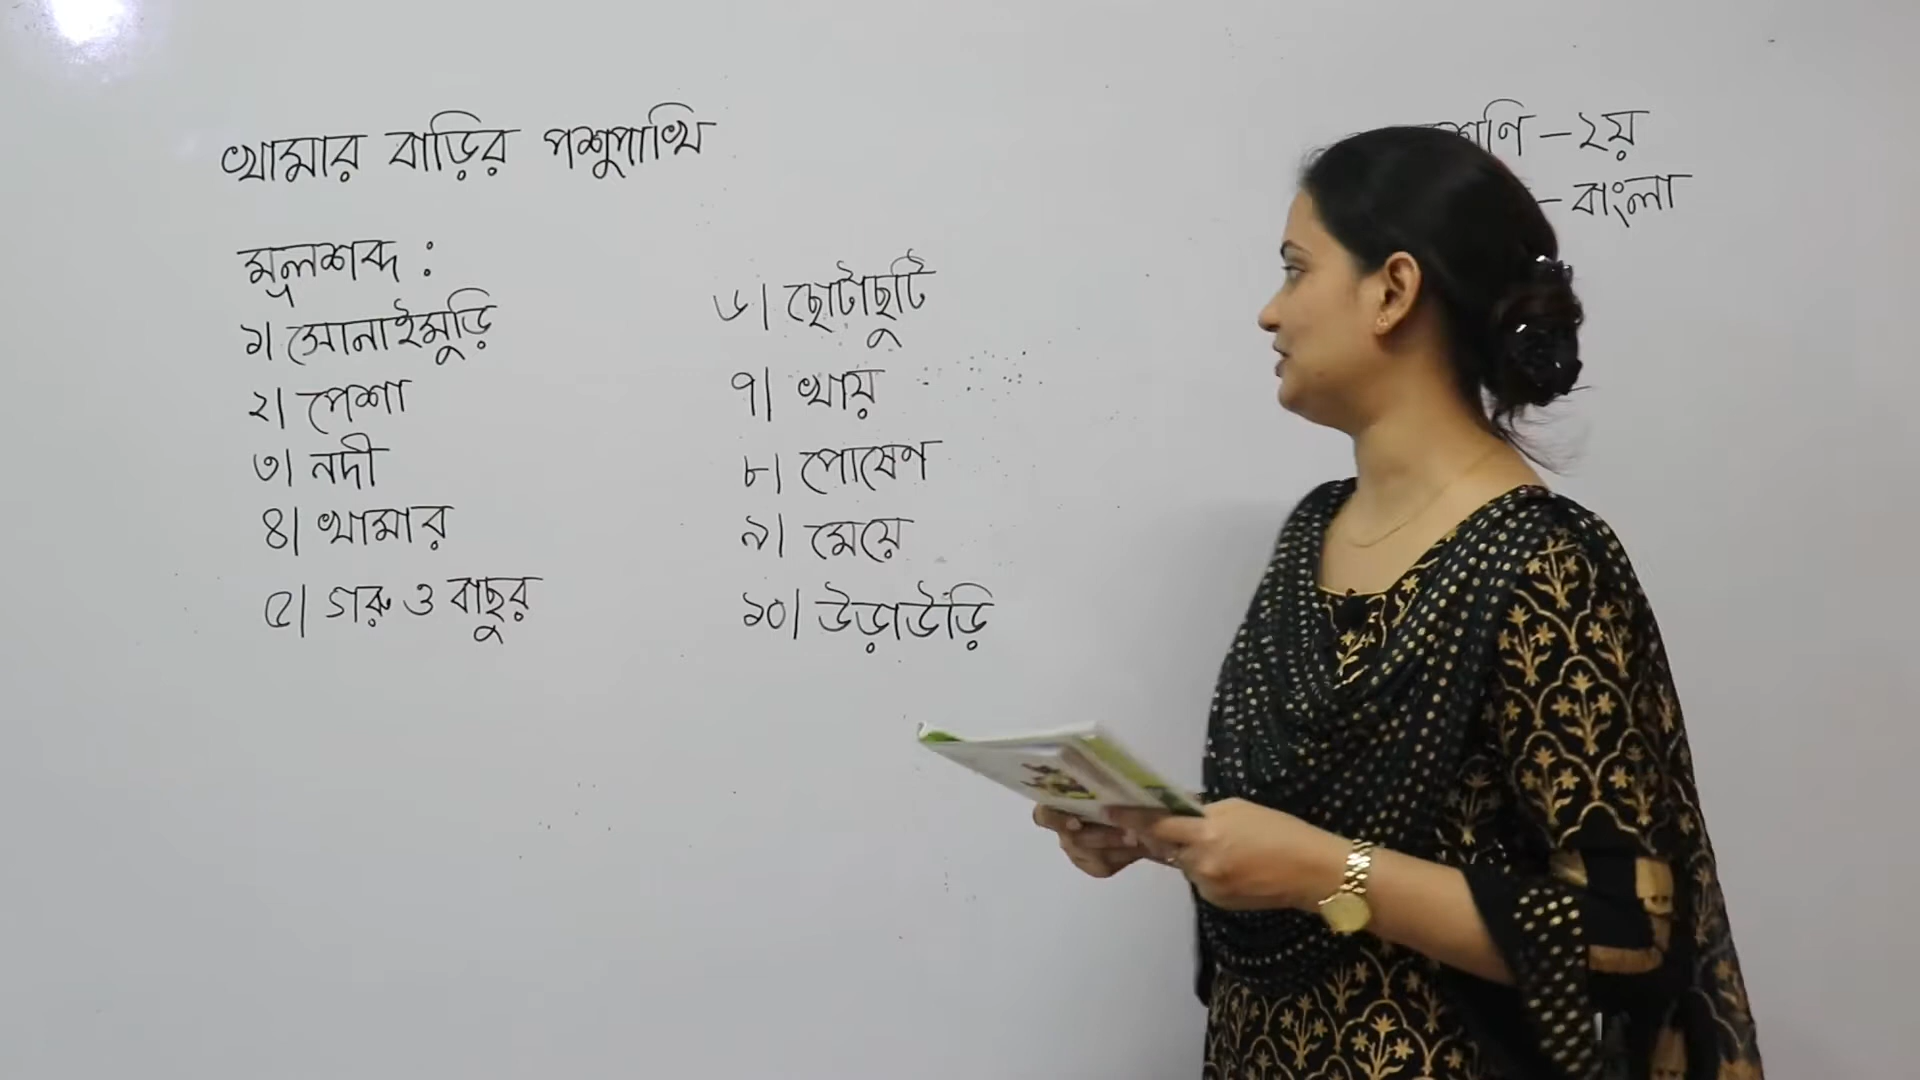 খামার বাড়ির পশুপাখি
মূলশব্দ :
১। সোনাইমুড়ি
২। পেশা
৩। নদী
৪। খামার
৫। গরু ও বাছুর
৬। ছোটাছুটি
৭। খায়
৮। পোষেণ
৯। মেয়ে
১০। উড়াউড়ি
– ২য়
– বাংলা